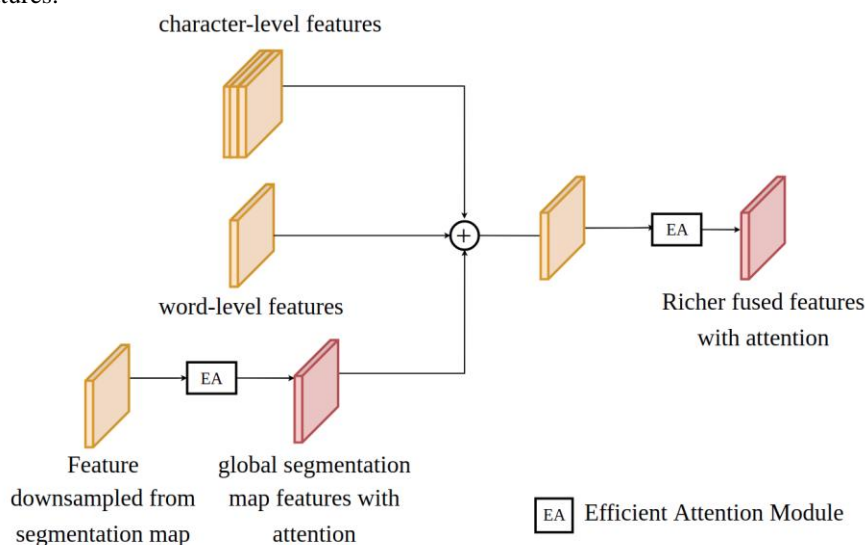 character-level features
EA
Richer fused features
with attention
word-level features
EA
Feature
downsampled from
segmentation map
global segmentation
map features with
attention
EA Efficient Attention Module